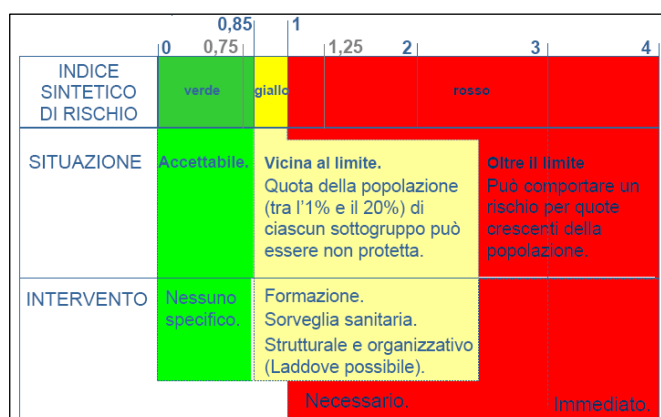 0,85 1
0 0,75 1,25 2 3 4
INDICE
SINTETICO
DI RISCHIO
verde giallo rosso
SITUAZIONE
Accettabile.
Vicina al limite.
Quota della popolazione
(tra l'1% e il 20%) di
ciascun sottogruppo può
essere non protetta.
Oltre il limite
Può comportare un
rischio per quote
crescenti della
popolazione.
INTERVENTO
Nessuno
specifico.
Formazione.
Sorveglia sanitaria.
Strutturale e organizzativo
(Laddove possibile).
Necessario. Immediato.